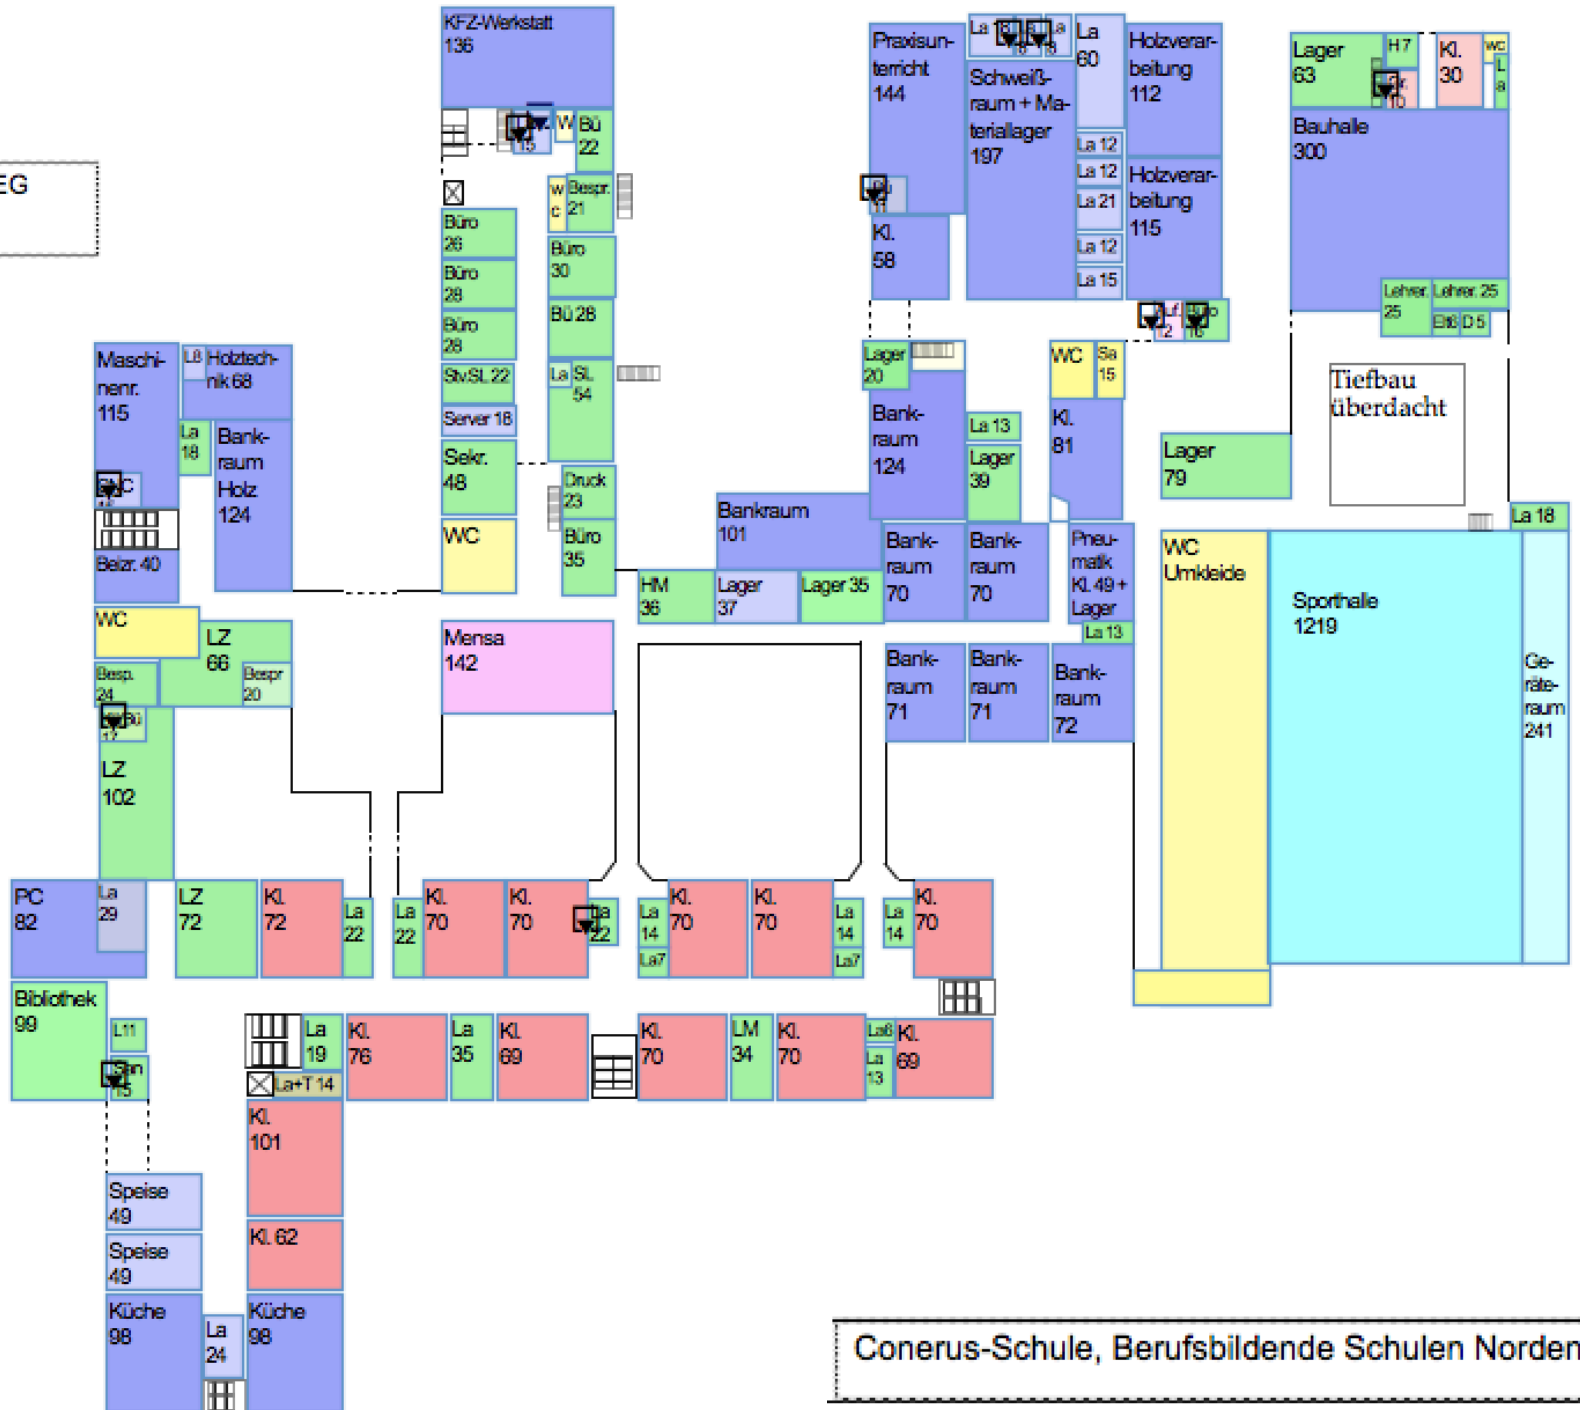 EG
KFZ-Werkstatt
136
15
W
Bü
22
w
c
Bespr.
21
Büro
26
Büro
30
Büro
28
Bü 28
Büro
28
StvSL 22
La
SL
54
Server 18
Sekr.
48
Druck
23
WC
Büro
35
Mensa
142
Maschi-
nenr.
115
L8
Holztech-
nik 68
La
18
Bank-
raum
Holz
124
Beizr. 40
WC
LZ
66
Besp.
24
Bespr
20
LZ
102
Praxisun-
terricht
144
Kl.
58
Schweiß-
raum + Ma-
teriallager
197
La
60
La 12
La 12
La 21
La 12
La 15
Holzverar-
beitung
112
Holzverar-
beitung
115
Lager
20
WC
Sa
15
Bank-
raum
124
La 13
Lager
39
Kl.
81
Bankraum
101
HM
36
Lager
37
Lager 35
Bank-
raum
70
Bank-
raum
70
Pneu-
matik
Kl. 49 +
Lager
La 13
Bank-
raum
71
Bank-
raum
71
Bank-
raum
72
Lager
63
H 7
Kl.
30
wc
L
a
Bauhalle
300
Lehrer.
25
Lehrer. 25
D 5
Tiefbau
überdacht
Lager
79
La 18
WC
Umkleide
Sporthalle
1219
Ge-
räte-
raum
241
PC
82
La
29
LZ
72
Kl.
72
La
22
La
22
Kl.
70
Kl.
70
La
22
La
14
La7
Kl.
70
Kl.
70
La
14
La7
La
14
Kl.
70
Bibliothek
99
L11
San
15
La
19
La+T 14
Kl.
76
La
35
Kl.
69
Kl.
70
LM
34
Kl.
70
La6
La
13
Kl.
69
Kl.
101
Kl. 62
Speise
49
Speise
49
Küche
98
La
24
Küche
98
Conerus-Schule, Berufsbildende Schulen Norden